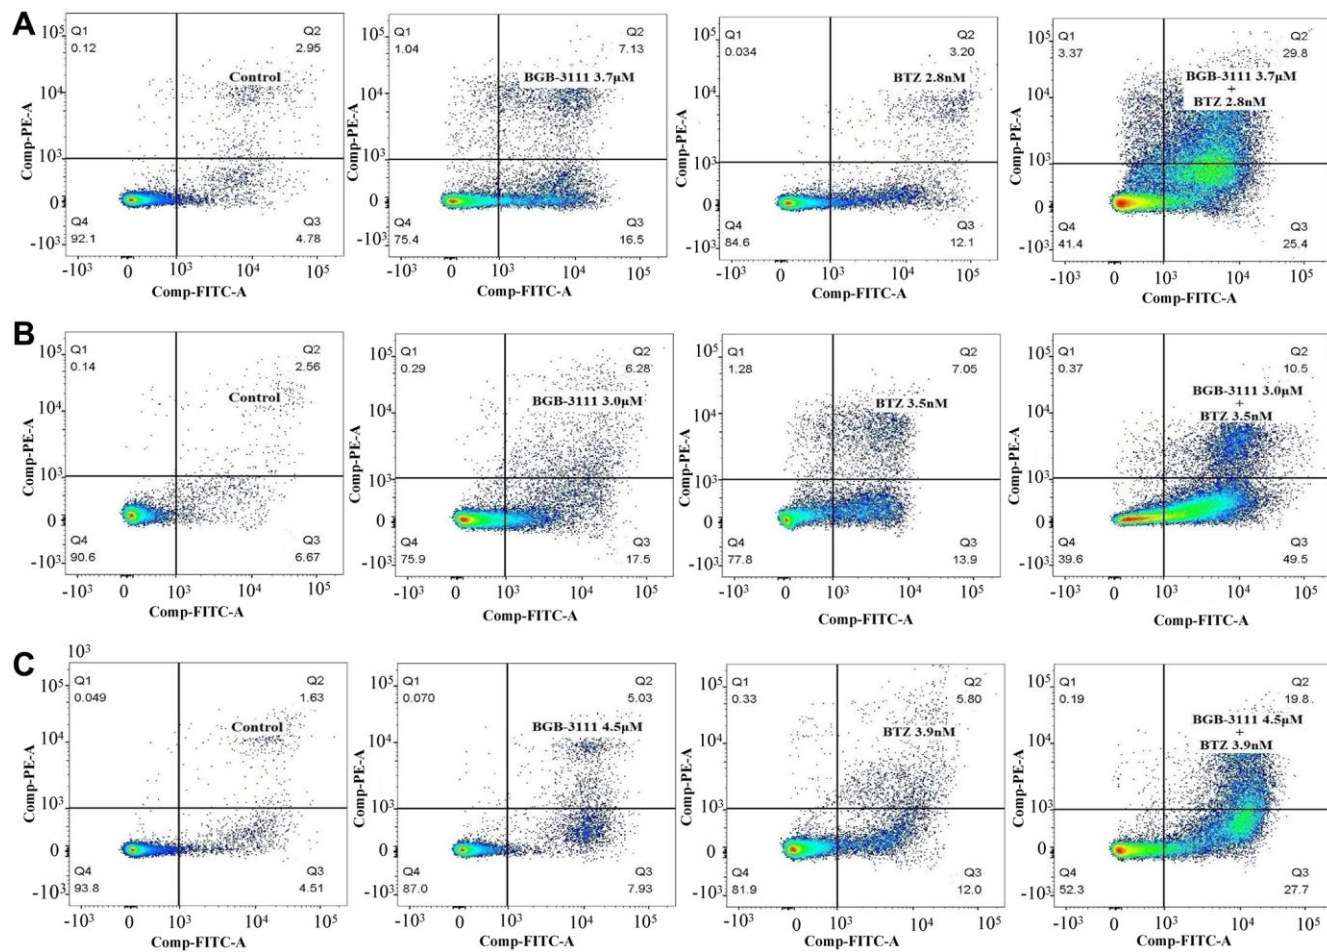 A
Q1
0.12
Q2
2.95
Control
Q4
92.1
Q3
4.78
10⁵
10⁴
10³
0
-10³
Comp-PE-A
-10³ 0 10³ 10⁴ 10⁵
Comp-FITC-A
Q1
1.04
Q2
7.13
BGB-3111 3.7μM
Q4
75.4
Q3
16.5
10⁵
10⁴
10³
0
-10³
Comp-PE-A
-10³ 0 10³ 10⁴ 10⁵
Comp-FITC-A
Q1
0.034
Q2
3.20
BTZ 2.8nM
Q4
84.6
Q3
12.1
10⁵
10⁴
10³
0
-10³
Comp-PE-A
-10³ 0 10³ 10⁴ 10⁵
Comp-FITC-A
Q1
3.37
Q2
29.8
BGB-3111 3.7μM
+
BTZ 2.8nM
Q4
41.4
Q3
25.4
10⁵
10⁴
10³
0
-10³
Comp-PE-A
-10³ 0 10³ 10⁴ 10⁵
Comp-FITC-A
B
Q1
0.14
Q2
2.56
Control
Q4
90.6
Q3
6.67
10⁵
10⁴
10³
0
-10³
Comp-PE-A
-10³ 0 10³ 10⁴ 10⁵
Comp-FITC-A
Q1
0.29
Q2
6.28
BGB-3111 3.0μM
Q4
75.9
Q3
17.5
10⁵
10⁴
10³
0
-10³
Comp-PE-A
-10³ 0 10³ 10⁴ 10⁵
Comp-FITC-A
Q1
1.28
Q2
7.05
BTZ 3.5nM
Q4
77.8
Q3
13.9
10⁵
10⁴
10³
0
-10³
Comp-PE-A
-10³ 0 10³ 10⁴ 10⁵
Comp-FITC-A
Q1
0.37
Q2
10.5
BGB-3111 3.0μM
+
BTZ 3.5nM
Q4
39.6
Q3
49.5
10⁵
10⁴
10³
0
-10³
Comp-PE-A
-10³ 0 10³ 10⁴ 10⁵
Comp-FITC-A
C
10³
Q1
0.049
Q2
1.63
Control
Q4
93.8
Q3
4.51
10⁵
10⁴
10³
0
-10³
Comp-PE-A
-10³ 0 10³ 10⁴ 10⁵
Comp-FITC-A
Q1
0.070
Q2
5.03
BGB-3111 4.5μM
Q4
87.0
Q3
7.93
10⁵
10⁴
10³
0
-10³
Comp-PE-A
-10³ 0 10³ 10⁴ 10⁵
Comp-FITC-A
Q1
0.33
Q2
5.80
BTZ 3.9nM
Q4
81.9
Q3
12.0
10⁵
10⁴
10³
0
-10³
Comp-PE-A
-10³ 0 10³ 10⁴ 10⁵
Comp-FITC-A
Q1
0.19
Q2
19.8
BGB-3111 4.5μM
+
BTZ 3.9nM
Q4
52.3
Q3
27.7
10⁵
10⁴
10³
0
-10³
Comp-PE-A
-10³ 0 10³ 10⁴ 10⁵
Comp-FITC-A